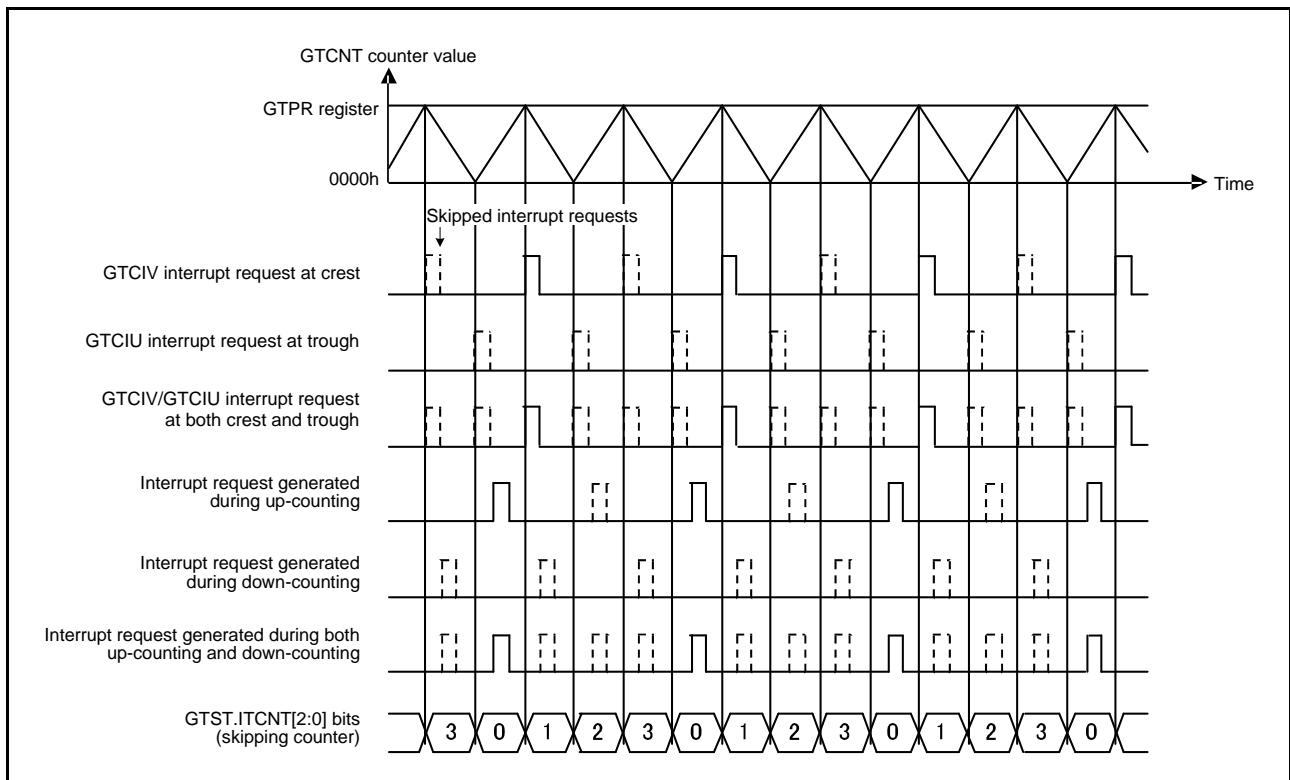 GTCNT counter value
GTPR register
0000h
Time
Skipped interrupt requests
GTCIV interrupt request at crest
GTCIU interrupt request at trough
GTCIV/GTCIU interrupt request
at both crest and trough
Interrupt request generated
during up-counting
Interrupt request generated
during down-counting
Interrupt request generated during both
up-counting and down-counting
GTST.ITCNT[2:0] bits
(skipping counter)
3 0 1 2 3 0 1 2 3 0 1 2 3 0